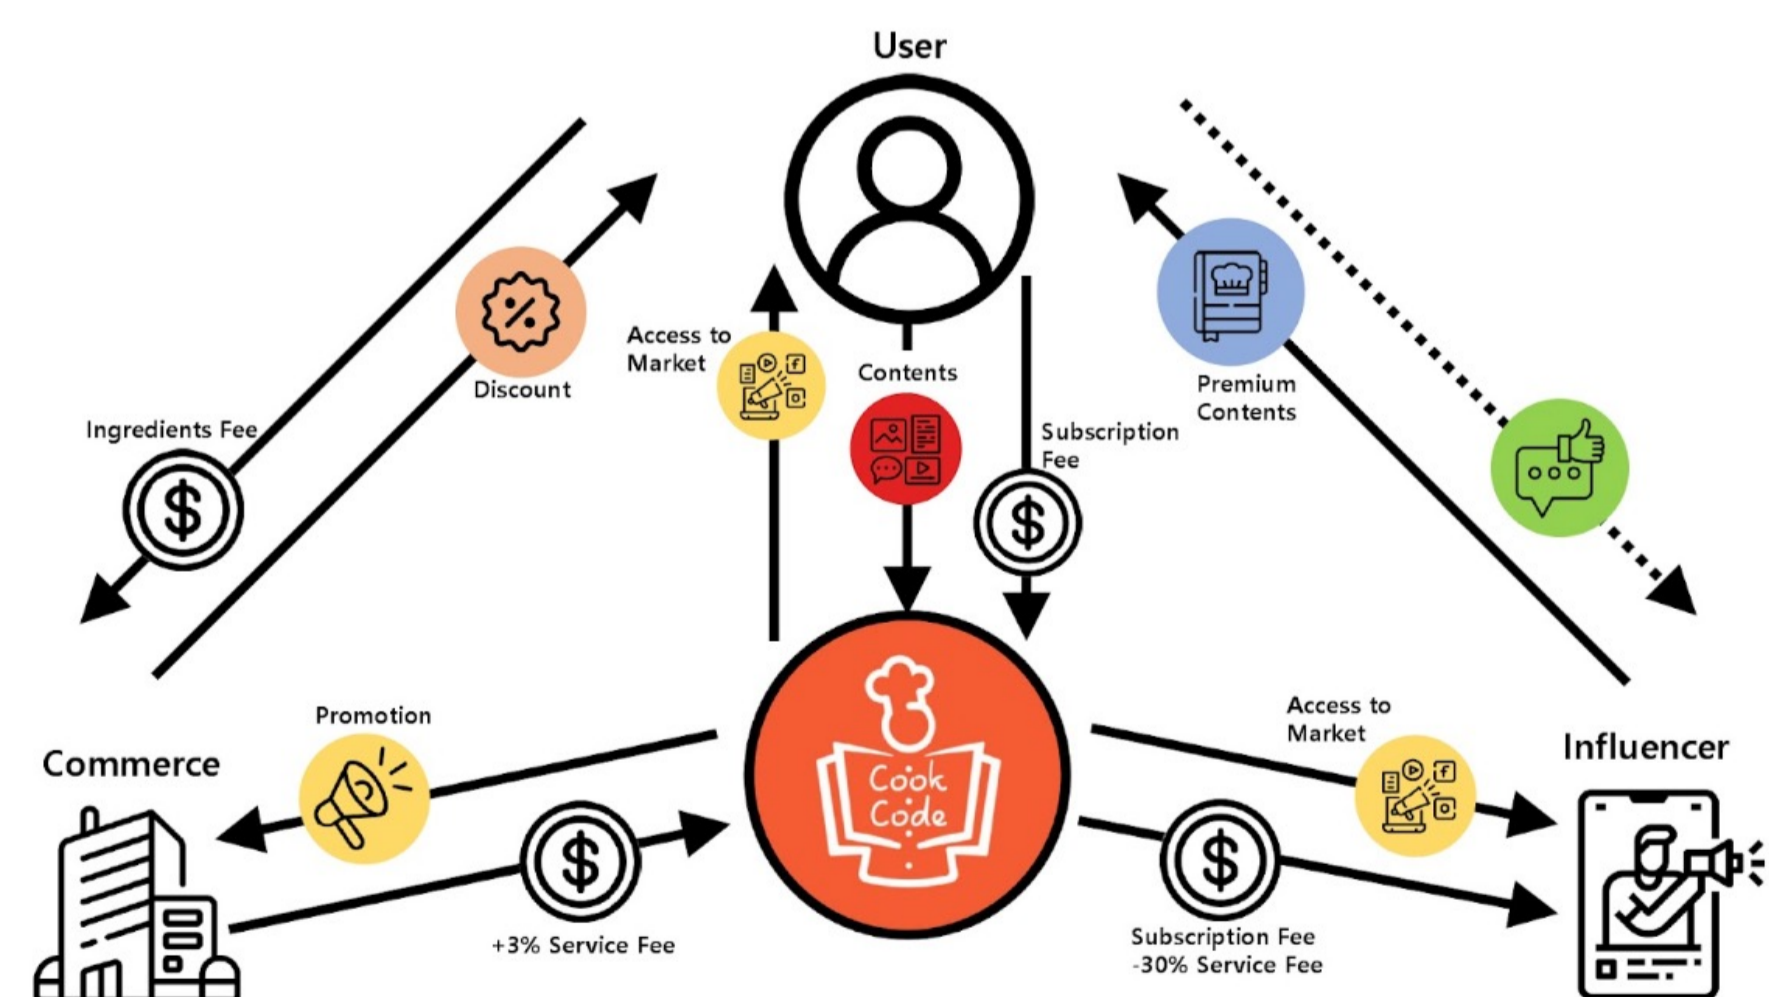 User
Access to
Market
Contents
Discount
Premium
Contents
Ingredients Fee
$
Subscription
Fee
$
Promotion
Access to
Market
Commerce
Influencer
Cook
Code
$
+3% Service Fee
$
Subscription Fee
-30% Service Fee